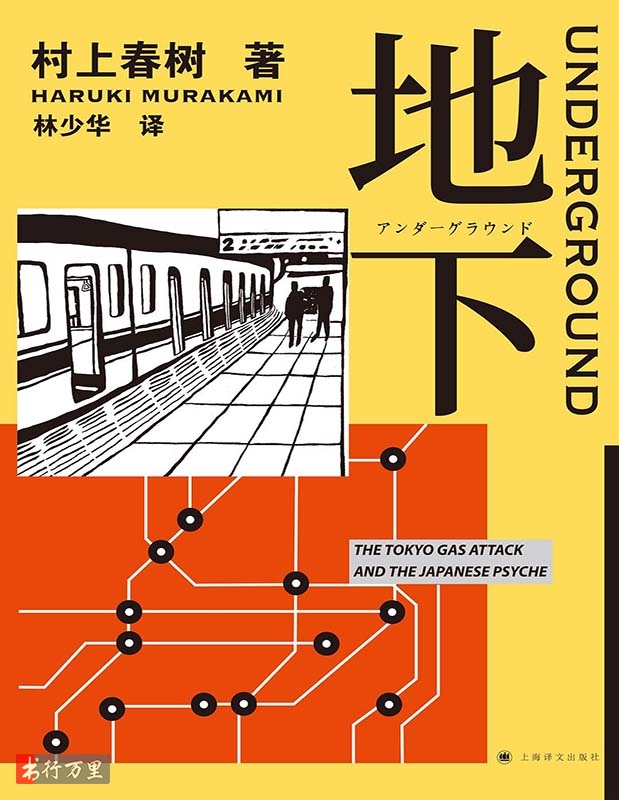 村上春树 著
HARUKI MURAKAMI
林少华 译
地下
アンダーグラウンド
UNDERGROUND
2
THE TOKYO GAS ATTACK
AND THE JAPANESE PSYCHE
上海译文出版社
书行万里